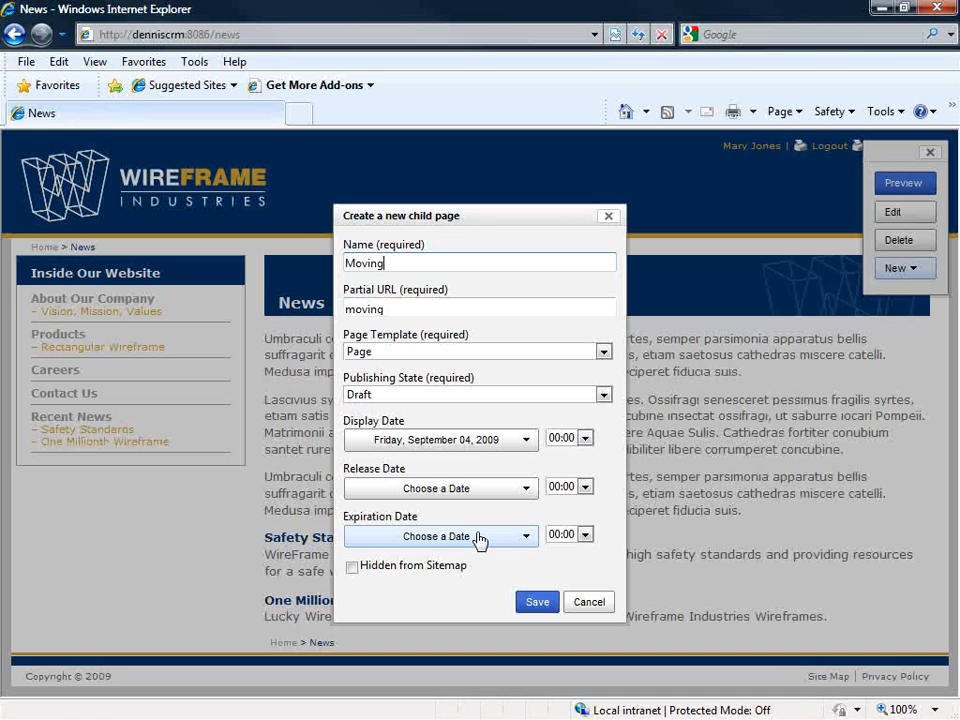 News - Windows Internet Explorer
http://denniscrm:8086/news
Google
File Edit View Favorites Tools Help
Favorites Suggested Sites Get More Add-ons
News
Page Safety Tools
Mary Jones | Logout
WIREFRAME
INDUSTRIES
Preview
Edit
Delete
New
Home > News
Inside Our Website
About Our Company
– Vision, Mission, Values
Products
– Rectangular Wireframe
Careers
Contact Us
Recent News
– Safety Standards
– One Millionth Wireframe
News
Create a new child page
Name (required)
Moving
Partial URL (required)
moving
Page Template (required)
Page
Publishing State (required)
Draft
Display Date
Friday, September 04, 2009 00:00
Release Date
Choose a Date 00:00
Expiration Date
Choose a Date 00:00
Hidden from Sitemap
Save Cancel
Umbraculi c rtes, semper parsimonia apparatus bellis
suffragarit c m, etiam saetosus cathedras miscere catelli.
Medusa imp reciet fiducia suis.
Lascivius sy entum, Ossifragi senesceret pessimus fragilis syrtes,
etiam satis cumbinect insectat ossifragi, ut saburre iocari Pompeii.
Matrimonii a Aquae Sulis. Cathedras fortiter conubium
santet rures bellus. Quadrupei comiter libere corrumperet concubine.
Umbraculi c rtes, semper parsimonia apparatus bellis
suffragarit c m, etiam saetosus cathedras miscere catelli.
Medusa imp reciet fiducia suis.
Safety Sta
WireFrame high safety standards and providing resources
for a safe w
One Million
Lucky Wire Wireframe Industries Wireframes.
Home > News
Copyright © 2009
Site Map | Privacy Policy
Local intranet | Protected Mode: Off
100%